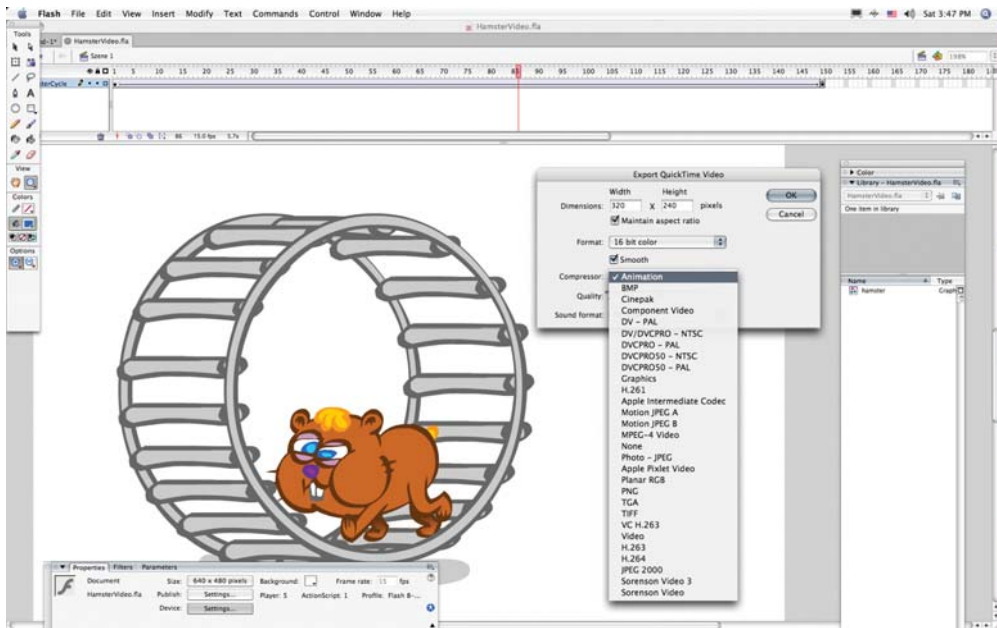 Flash File Edit View Insert Modify Text Commands Control Window Help Sat 3:47 PM
HamsterVideo.fla
Tools
HamsterVideo.fla
Scene 1
198%
1 5 10 15 20 25 30 35 40 45 50 55 60 65 70 75 80 90 95 100 105 110 115 120 125 130 135 140 145 150 155 160 165 170 175 180
86 15.0 fps 5.7s
View
Colors
Options
Export QuickTime Video
Width Height
Dimensions: 320 x 240 pixels
Maintain aspect ratio
OK
Cancel
Format: 16 bit color
Smooth
Compressor: Animation
Quality:
Sound format:
BMP
Cinepak
Component Video
DV - PAL
DV/DVCPRO - NTSC
DVCPRO - PAL
DVCPRO50 - NTSC
DVCPRO50 - PAL
Graphics
H.261
Apple Intermediate Codec
Motion JPEG A
Motion JPEG B
MPEG-4 Video
None
Photo - JPEG
Apple Pixlet Video
Planar RGB
PNG
TGA
TIFF
VC H.263
Video
H.263
H.264
JPEG 2000
Sorenson Video 3
Sorenson Video
Color
Library - HamsterVideo.fla
HamsterVideo.fla
One item in library
Name Type
hamster
Properties Filters Parameters
Document Size: 640 x 480 pixels Background: Frame rate: 15 fps
HamsterVideo.fla Publish: Settings... Player: 5 ActionScript: 1 Profile: Flash 8-...
Device: Settings...